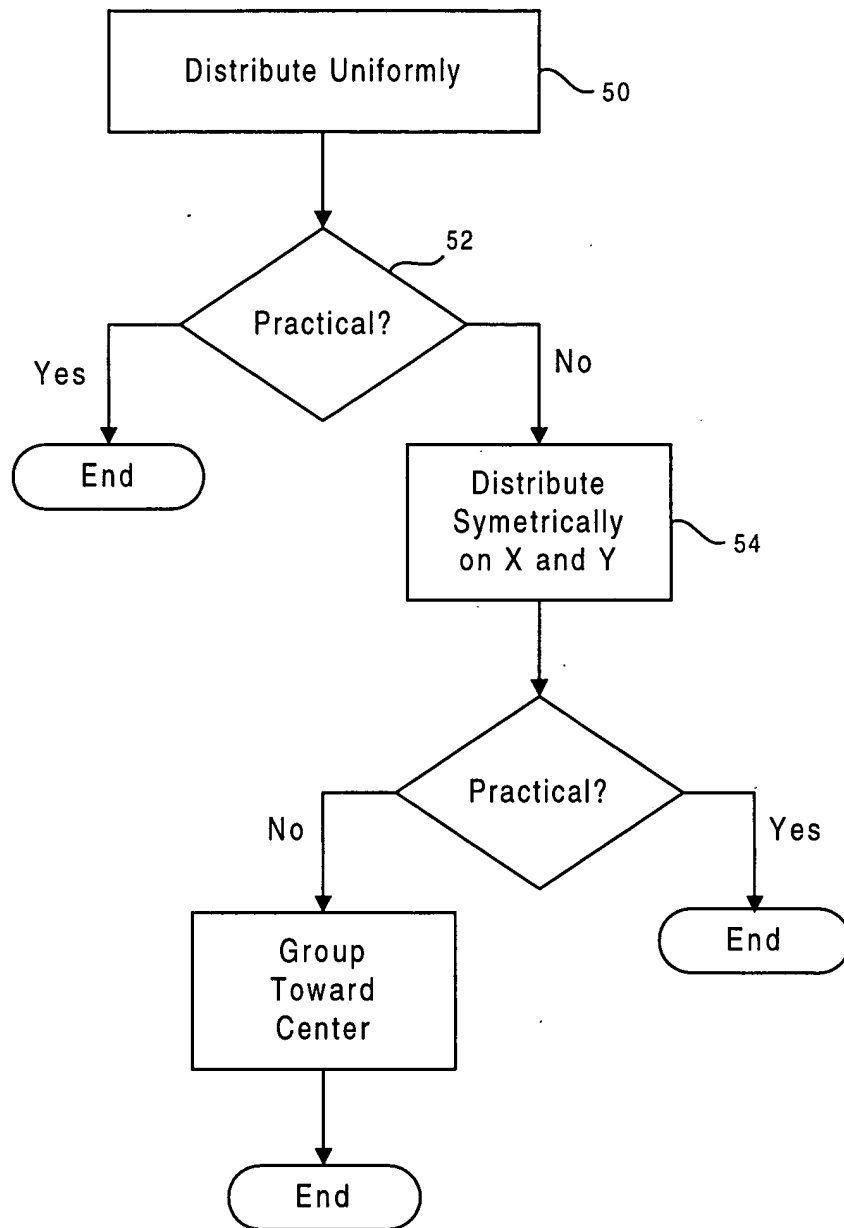 Distribute Uniformly
50
52
Practical?
Yes
No
End
Distribute
Symetrically
on X and Y
54
Practical?
No
Yes
Group
Toward
Center
End
End